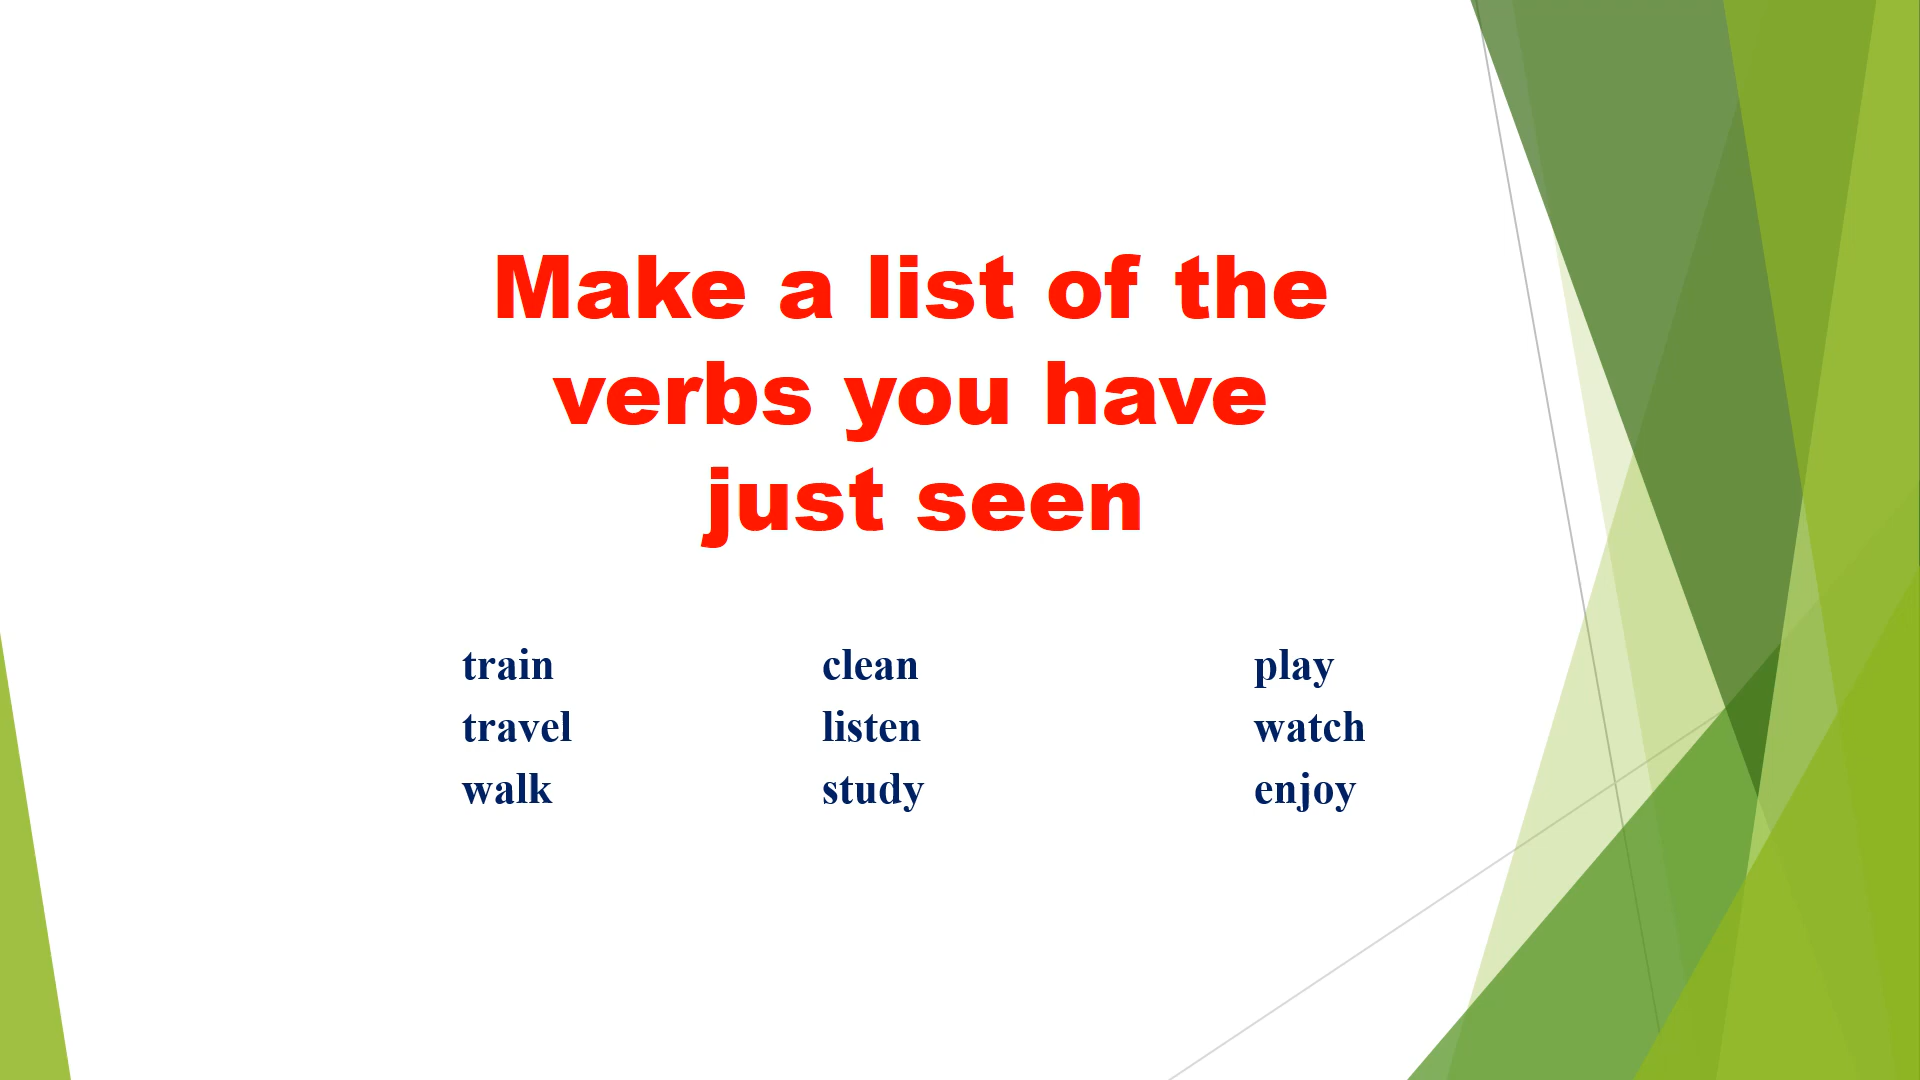 Make a list of the
verbs you have
just seen
train clean play
travel listen watch
walk study enjoy